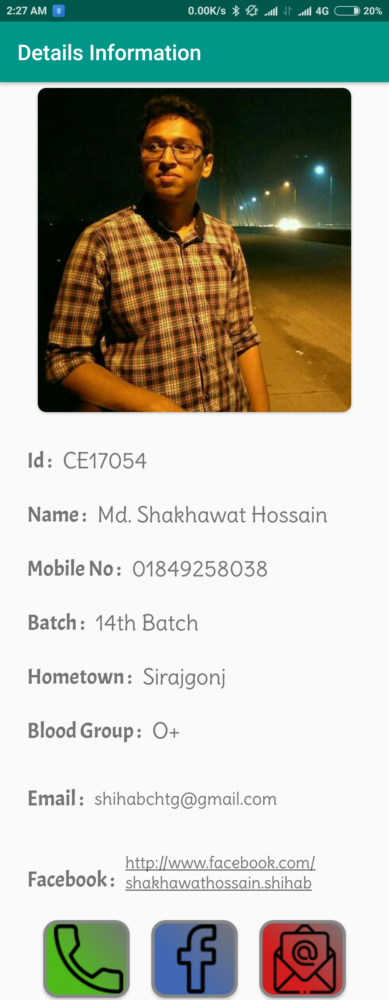 2:27 AM 0.00K/s 4G 20%
Details Information
Id : CE17054
Name : Md. Shakhawat Hossain
Mobile No : 01849258038
Batch : 14th Batch
Hometown : Sirajgonj
Blood Group : O+
Email : shihabchtg@gmail.com
Facebook : http://www.facebook.com/
shakhawathossain.shihab